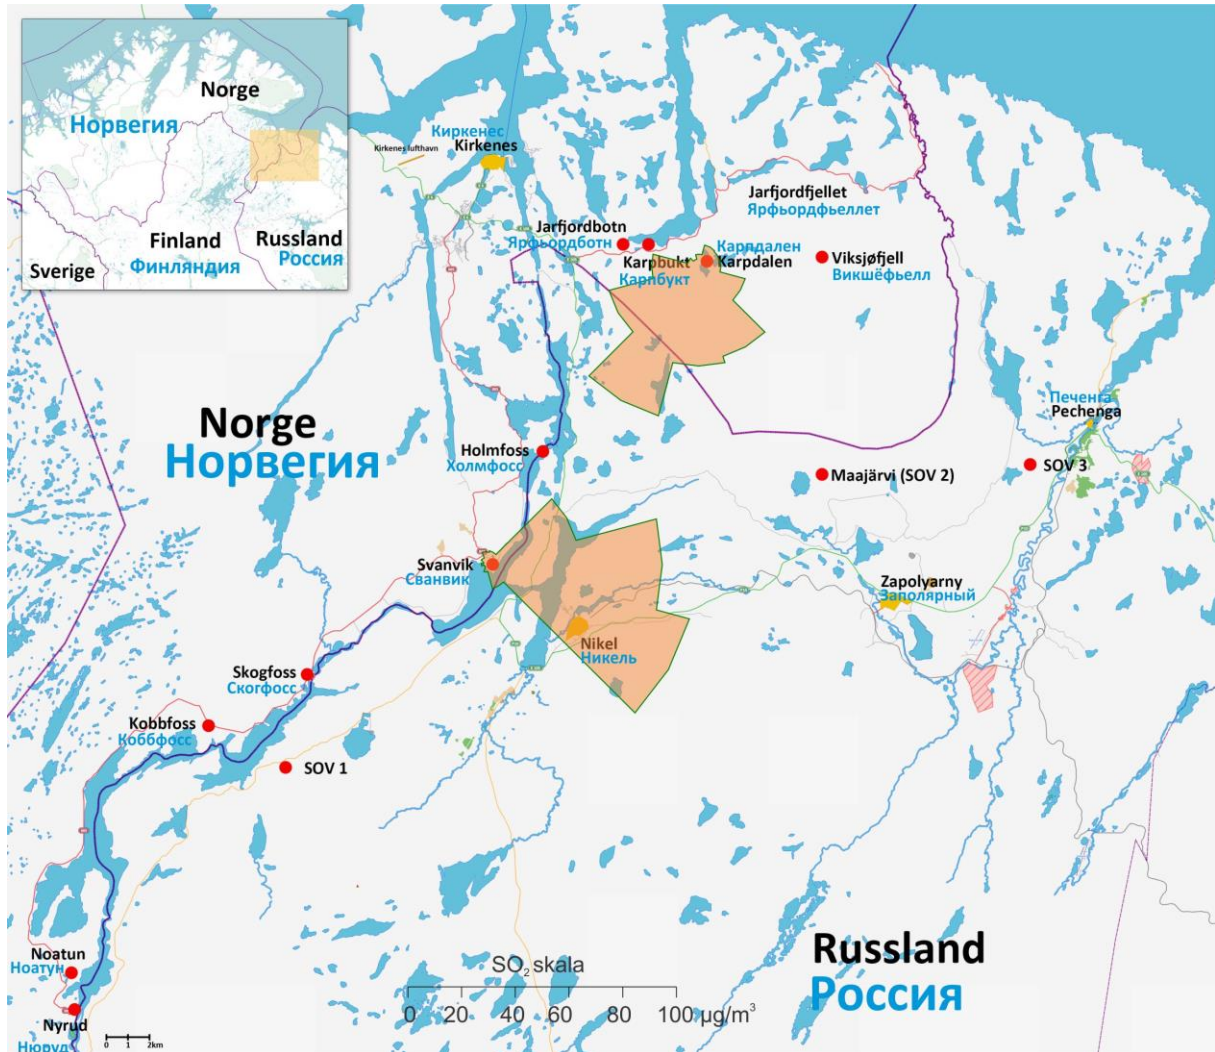 Norge
Норвегия
Finland
Финляндия
Russland
Россия
Sverige
Киркенес
Kirkenes
Kirkenes lufthavn
Jarfjordfjellet
Ярфьордфьеллет
Jarfjordbotn
Ярфьордботн
Karpbukt
Карпбукт
Карпдален
Karpdalen
Viksjøfjell
Викшёфьелл
Печенга
Pechenga
Norge
Норвегия
Holmfoss
Холмфосс
Maajärvi (SOV 2)
SOV 3
Svanvik
Сванвик
Zapolyarny
Заполярный
Nikel
Никель
Skogfoss
Скогфосс
Kobbfoss
Коббфосс
SOV 1
Noatun
Ноатун
Nyrud
Нюруд
0 1 2km
SO2 skala
0 20 40 60 80 100 µg/m³
Russland
Россия